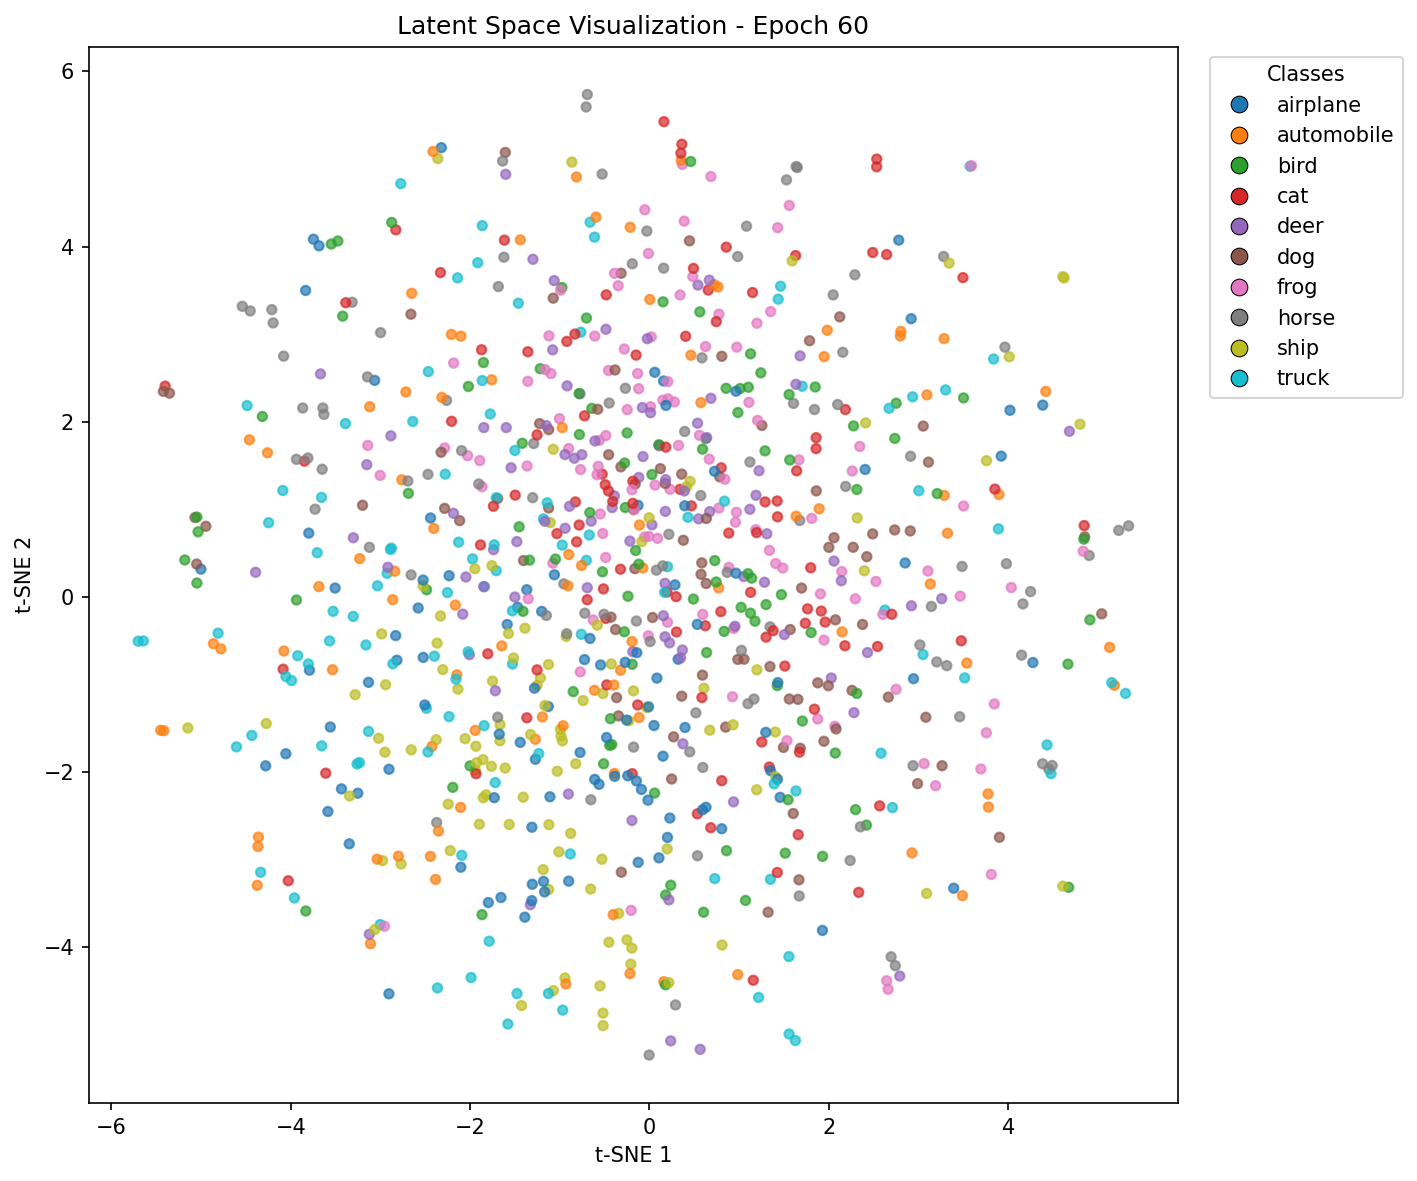 Latent Space Visualization - Epoch 60
Classes
airplane
automobile
bird
cat
deer
dog
frog
horse
ship
truck
6
4
2
0
−2
−4
t-SNE 2
−6
−4
−2
0
2
4
t-SNE 1